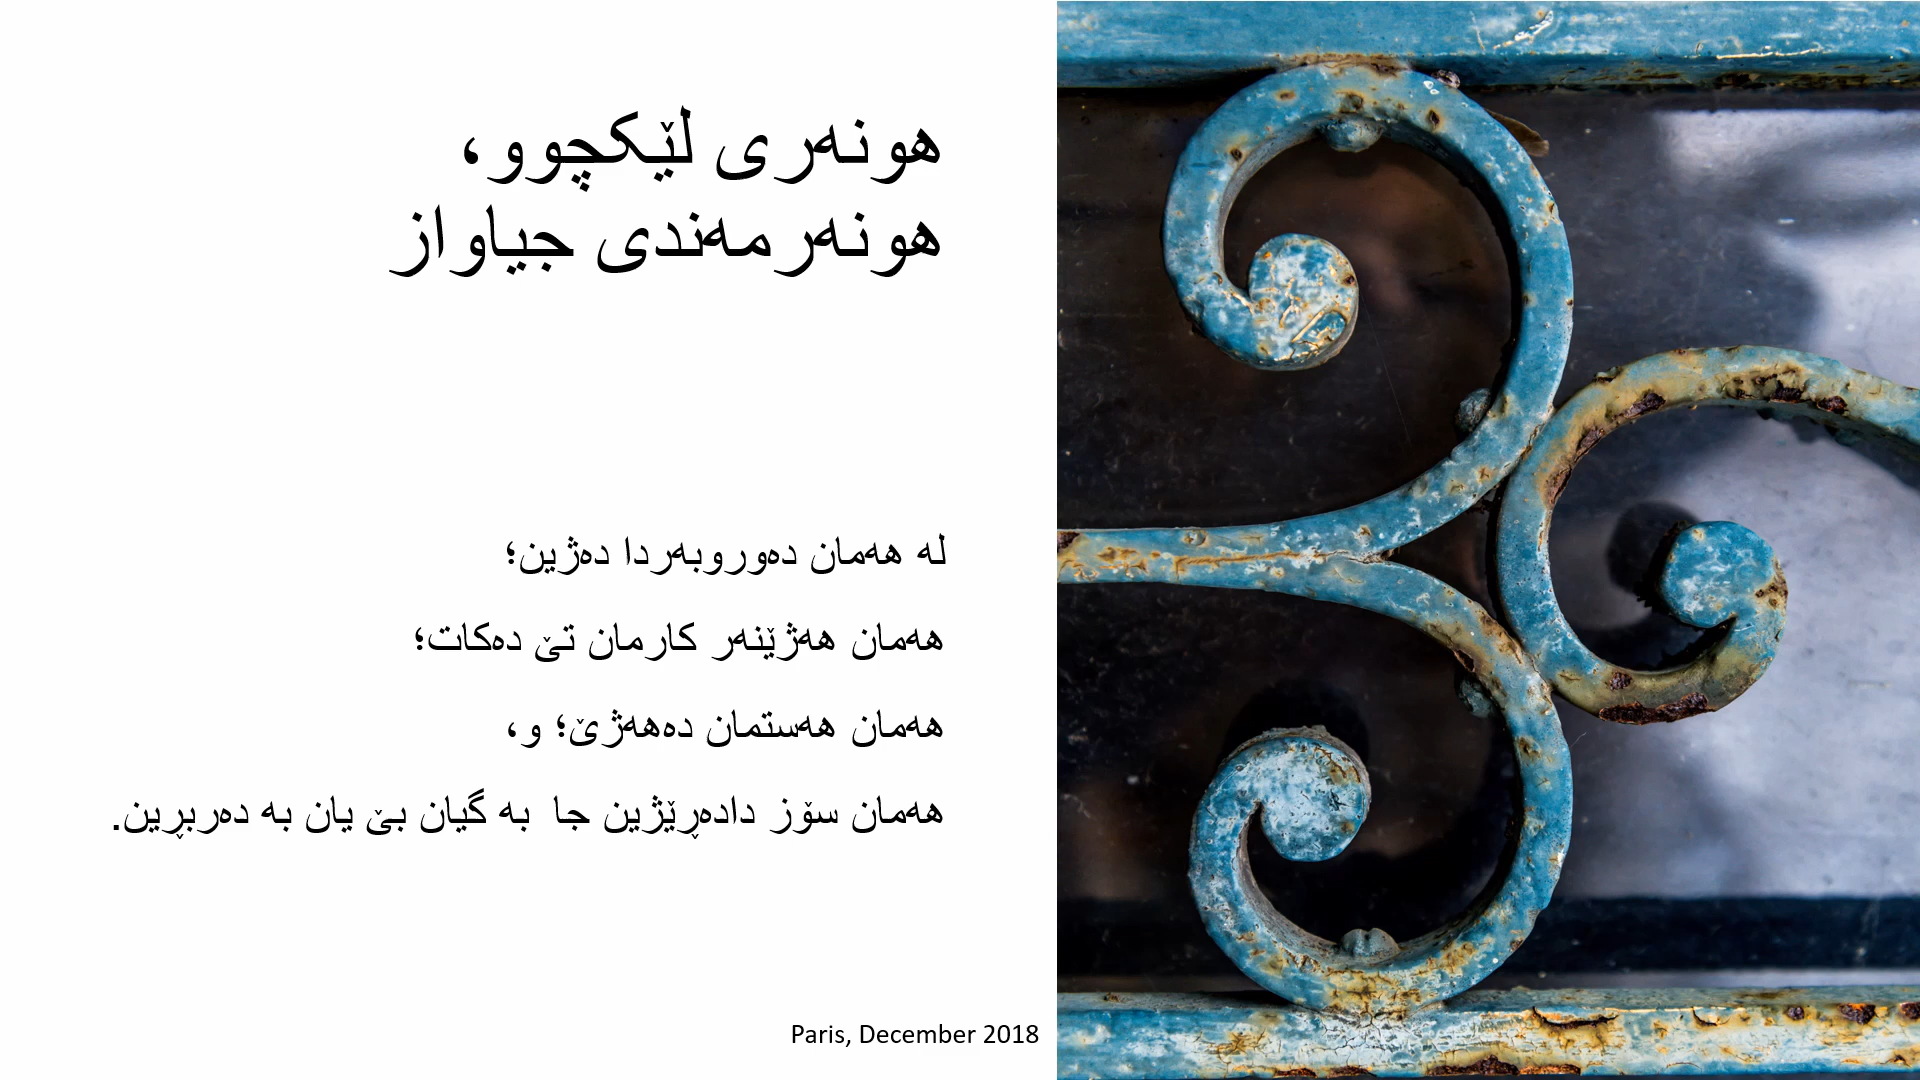 هونەری لێکچوو،
هونەرمەندی جیاواز
لە هەمان دەوروبەردا دەژین؛
هەمان هەژێنەر کارمان تێ دەکات؛
هەمان هەستمان دەهەژێ؛ و،
هەمان سۆز دادەڕێژین جا بە گیان بێ یان بە دەربڕین.
Paris, December 2018